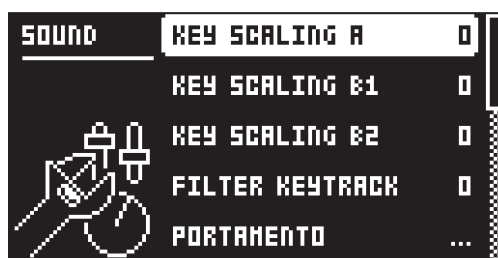 SOUND
KEY SCALING A 0
KEY SCALING B1 0
KEY SCALING B2 0
FILTER KEYTRACK 0
PORTAMENTO ...